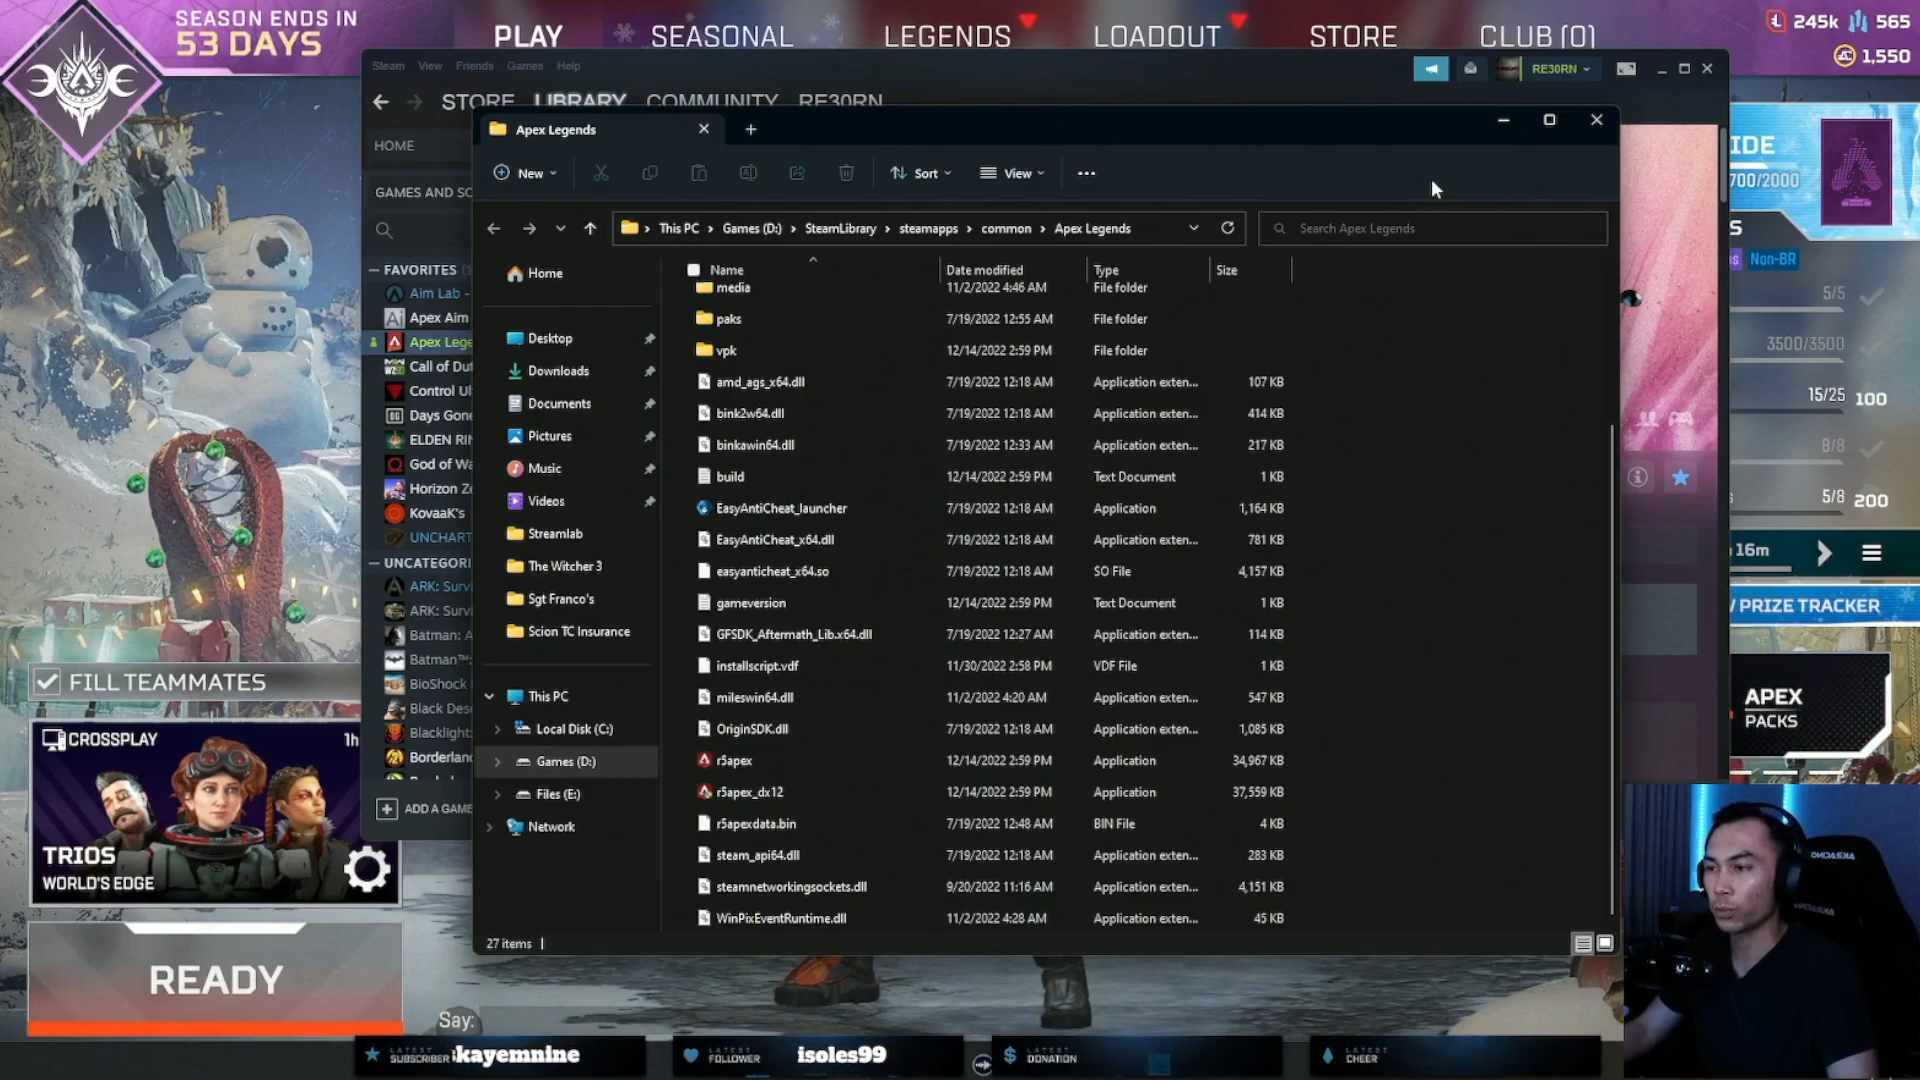 SEASON ENDS IN
53 DAYS
PLAY
SEASONAL
LEGENDS
LOADOUT
STORE
CLUB (0)
245k 565
1,550
Steam View Friends Games Help
RE30RN
STORE LIBRARY COMMUNITY RE30RN
HOME
GAMES AND SO
FAVORITES
Aim Lab -
Apex Aim
Apex Lege
Call of Dut
Control Ul
Days Gone
ELDEN RIN
God of Wa
Horizon Ze
KovaaK's
UNCHART
UNCATEGORI
ARK: Survi
ARK: Survi
Batman: A
Batman™:
BioShock
Black Dese
Blacklight:
Borderlanc
ADD A GAME
Apex Legends
New
Sort
View
This PC > Games (D:) > SteamLibrary > steamapps > common > Apex Legends
Search Apex Legends
Home
Desktop
Downloads
Documents
Pictures
Music
Videos
Streamlab
The Witcher 3
Sgt Franco's
Scion TC Insurance
This PC
Local Disk (C:)
Games (D:)
Files (E:)
Network
Name Date modified Type Size
media 11/2/2022 4:46 AM File folder
paks 7/19/2022 12:55 AM File folder
vpk 12/14/2022 2:59 PM File folder
amd_ags_x64.dll 7/19/2022 12:18 AM Application exten... 107 KB
bink2w64.dll 7/19/2022 12:18 AM Application exten... 414 KB
binkawin64.dll 7/19/2022 12:33 AM Application exten... 217 KB
build 12/14/2022 2:59 PM Text Document 1 KB
EasyAntiCheat_launcher 7/19/2022 12:18 AM Application 1,164 KB
EasyAntiCheat_x64.dll 7/19/2022 12:18 AM Application exten... 781 KB
easyanticheat_x64.so 7/19/2022 12:18 AM SO File 4,157 KB
gameversion 12/14/2022 2:59 PM Text Document 1 KB
GFSDK_Aftermath_Lib.x64.dll 7/19/2022 12:27 AM Application exten... 114 KB
installscript.vdf 11/30/2022 2:58 PM VDF File 1 KB
mileswin64.dll 11/2/2022 4:20 AM Application exten... 547 KB
OriginSDK.dll 7/19/2022 12:18 AM Application exten... 1,085 KB
r5apex 12/14/2022 2:59 PM Application 34,967 KB
r5apex_dx12 12/14/2022 2:59 PM Application 37,559 KB
r5apexdata.bin 7/19/2022 12:48 AM BIN File 4 KB
steam_api64.dll 7/19/2022 12:18 AM Application exten... 283 KB
steamnetworkingsockets.dll 9/20/2022 11:16 AM Application exten... 4,151 KB
WinPixEventRuntime.dll 11/2/2022 4:28 AM Application exten... 45 KB
27 items
IDE
700/2000
S
s Non-BR
5/5
3500/3500
15/25 100
8/8
5/8 200
16m
/ PRIZE TRACKER
APEX
PACKS
FILL TEAMMATES
CROSSPLAY
1h
TRIOS
WORLD'S EDGE
READY
Say:
LATEST SUBSCRIBER kayemnine
LATEST FOLLOWER isoles99
LATEST DONATION
LATEST CHEER
AKRACING
AKRACING